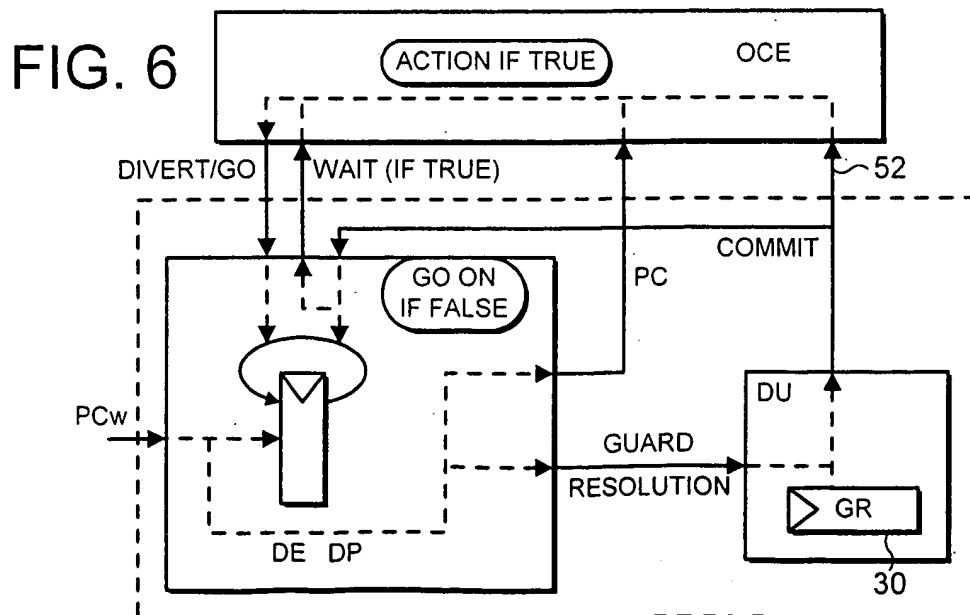 FIG. 6
ACTION IF TRUE
OCE
DIVERT/GO
WAIT (IF TRUE)
52
COMMIT
GO ON
IF FALSE
PC
PCw
DU
GUARD
RESOLUTION
GR
DE DP
30